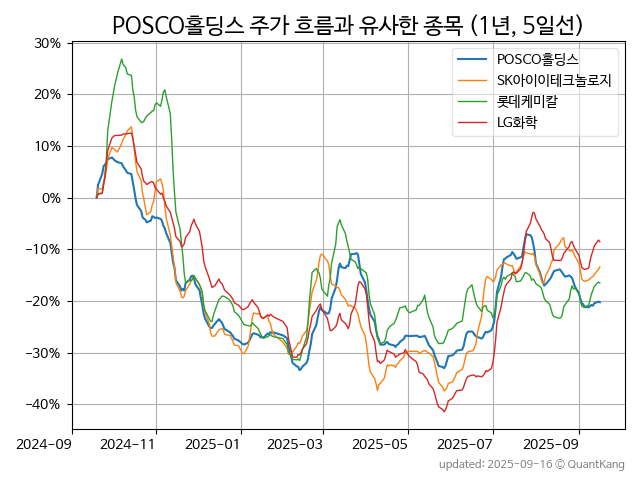 POSCO홀딩스 주가 흐름과 유사한 종목 (1년, 5일선)
POSCO홀딩스
SK아이이테크놀로지
롯데케미칼
LG화학
30%
20%
10%
0%
−10%
−20%
−30%
−40%
2024-09
2024-11
2025-01
2025-03
2025-05
2025-07
2025-09
updated: 2025-09-16 © QuantKang